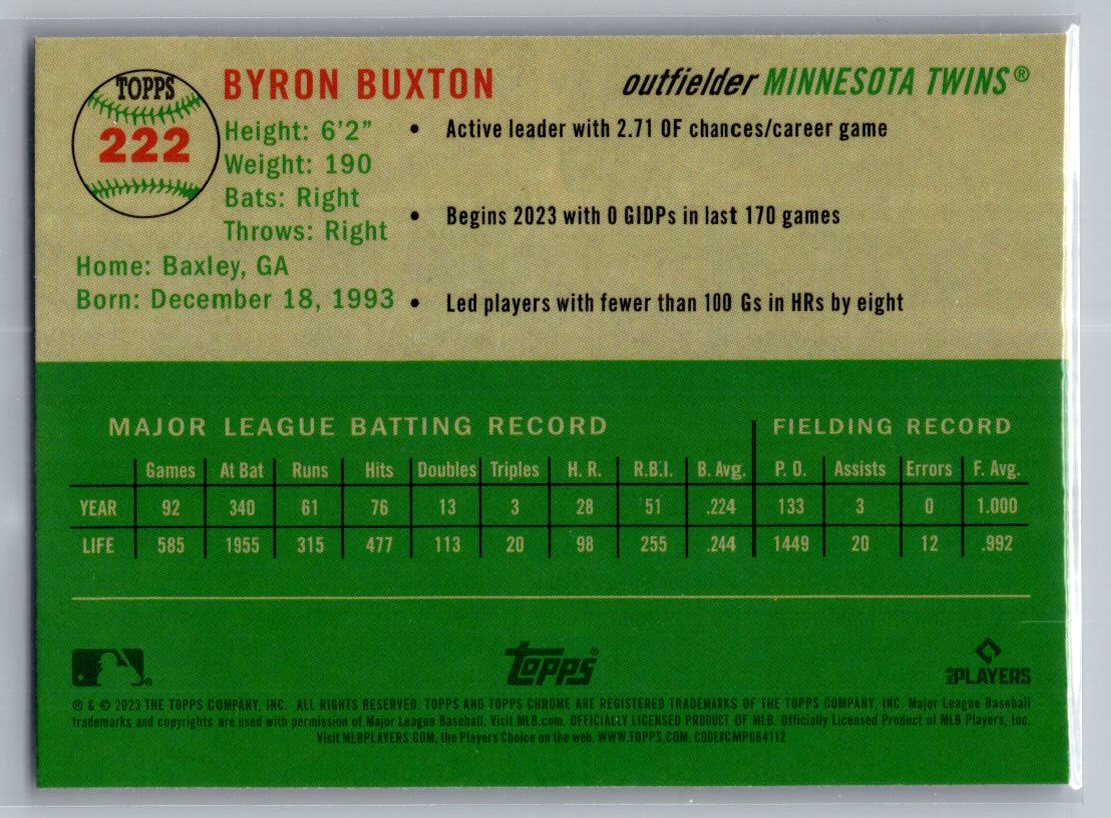 TOPPS
222
BYRON BUXTON
outfielder MINNESOTA TWINS®
Height: 6'2"
Weight: 190
Bats: Right
Throws: Right
Home: Baxley, GA
Born: December 18, 1993
• Active leader with 2.71 OF chances/career game
• Begins 2023 with 0 GIDPs in last 170 games
• Led players with fewer than 100 Gs in HRs by eight
MAJOR LEAGUE BATTING RECORD FIELDING RECORD
Games At Bat Runs Hits Doubles Triples H. R. R.B.I. B. Avg. P. O. Assists Errors F. Avg.
YEAR 92 340 61 76 13 3 28 51 .224 133 3 0 1.000
LIFE 585 1955 315 477 113 20 98 255 .244 1449 20 12 .992
Topps®
MLB PLAYERS
® & © 2023 THE TOPPS COMPANY, INC. ALL RIGHTS RESERVED. TOPPS AND TOPPS CHROME ARE REGISTERED TRADEMARKS OF THE TOPPS COMPANY, INC. Major League Baseball
trademarks and copyrights are used with permission of Major League Baseball. Visit MLB.com. OFFICIALLY LICENSED PRODUCT OF MLB. Officially Licensed Product of MLB Players, Inc.
Visit MLBPLAYERS.COM, the Players Choice on the web. WWW.TOPPS.COM. CODE#CMP064112